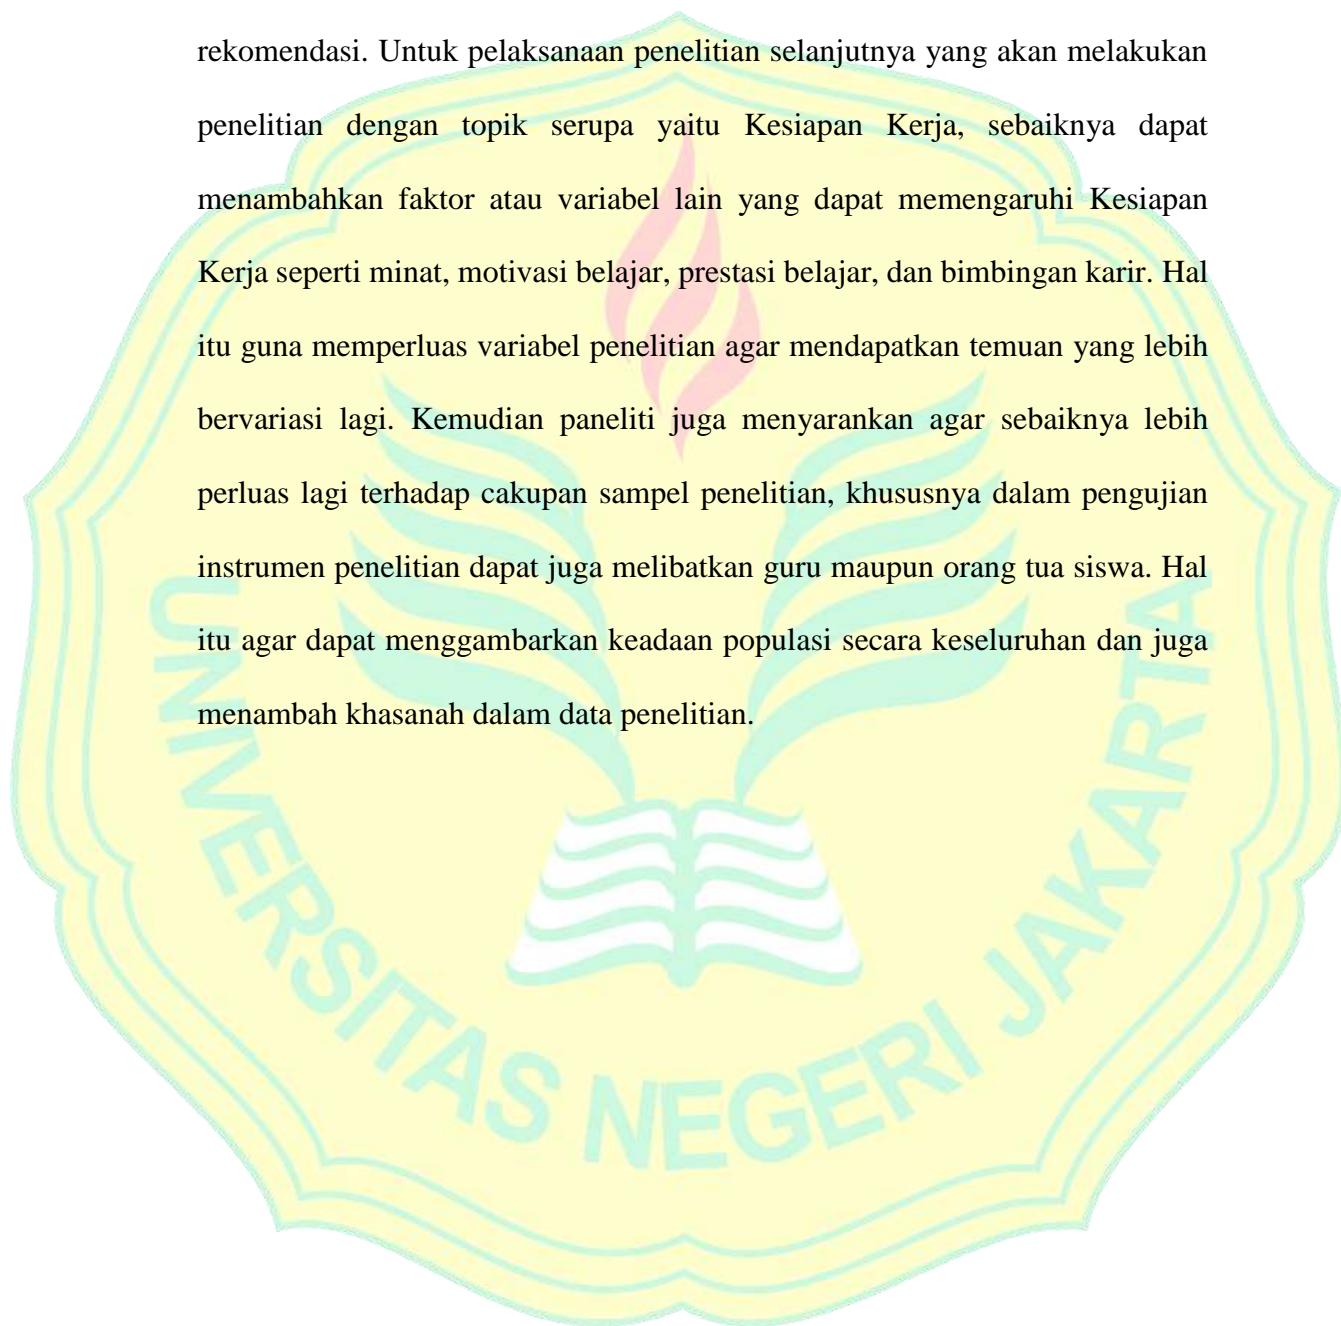 rekomendasi. Untuk pelaksanaan penelitian selanjutnya yang akan melakukan
penelitian dengan topik serupa yaitu Kesiapan Kerja, sebaiknya dapat
menambahkan faktor atau variabel lain yang dapat memengaruhi Kesiapan
Kerja seperti minat, motivasi belajar, prestasi belajar, dan bimbingan karir. Hal
itu guna memperluas variabel penelitian agar mendapatkan temuan yang lebih
bervariasi lagi. Kemudian paneliti juga menyarankan agar sebaiknya lebih
perluas lagi terhadap cakupan sampel penelitian, khususnya dalam pengujian
instrumen penelitian dapat juga melibatkan guru maupun orang tua siswa. Hal
itu agar dapat menggambarkan keadaan populasi secara keseluruhan dan juga
menambah khasanah dalam data penelitian.
UNIVERSITAS NEGERI JAKARTA